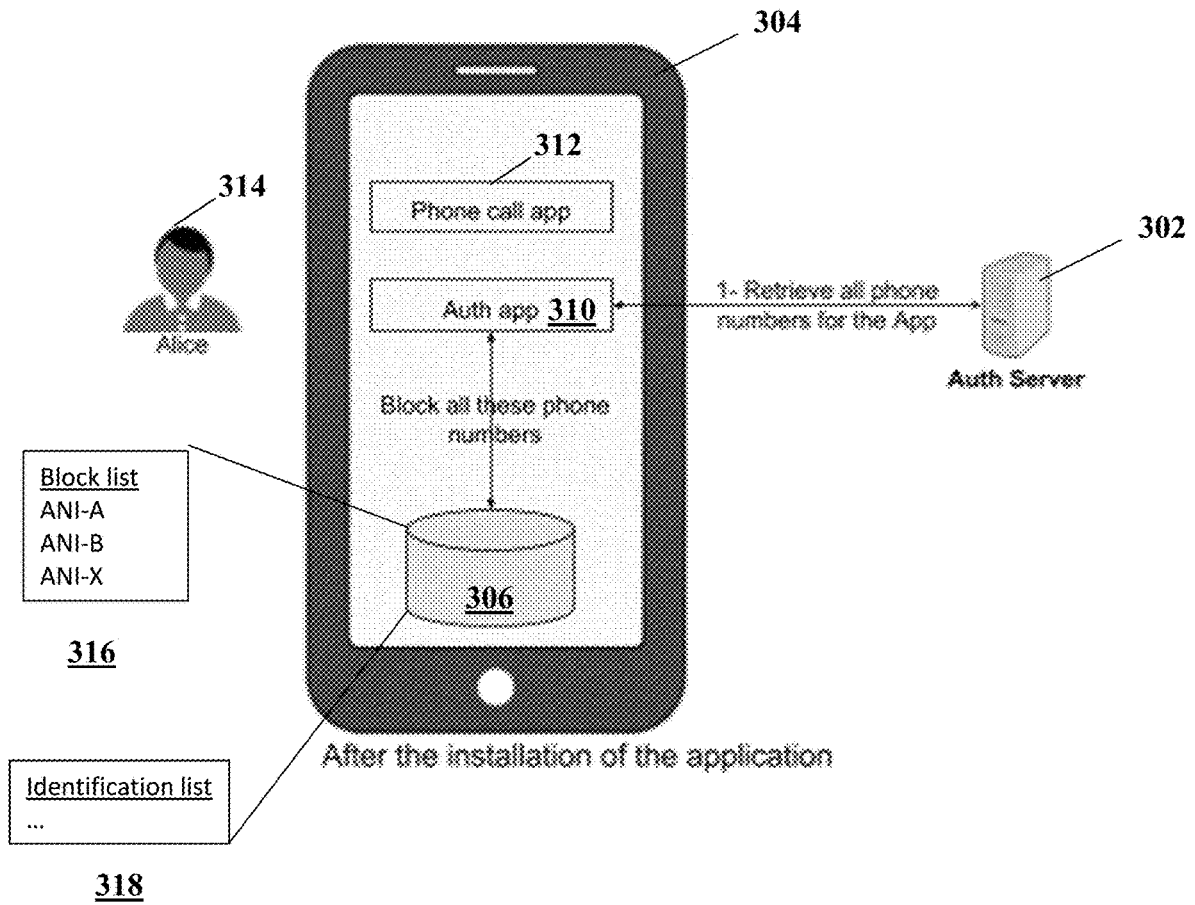 304
312
Phone call app
314
Alice
302
Auth app 310
1- Retrieve all phone
numbers for the App
Auth Server
Block all these phone
numbers
Block list
ANI-A
ANI-B
ANI-X
316
306
After the installation of the application
Identification list
...
318